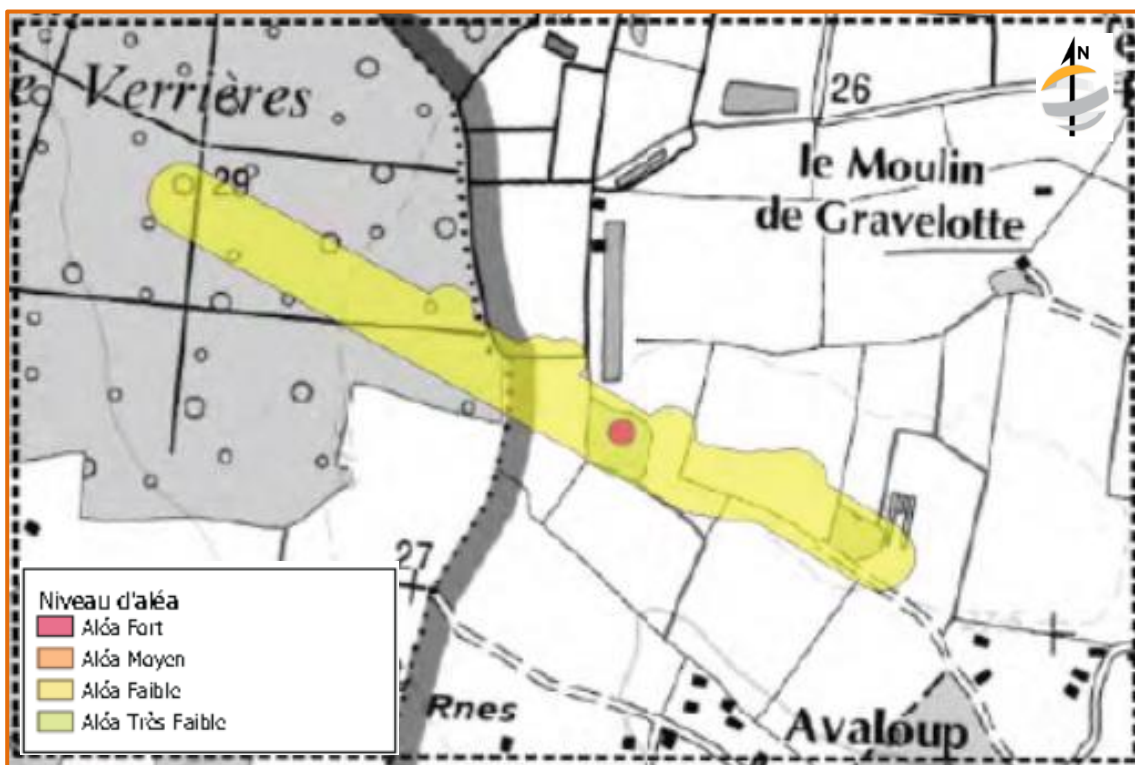 N
Verrières
26
29
le Moulin
de Gravelotte
27
Niveau d'aléa
Aléa Fort
Aléa Moyen
Aléa Faible
Aléa Très Faible
Rnes
Avaloup